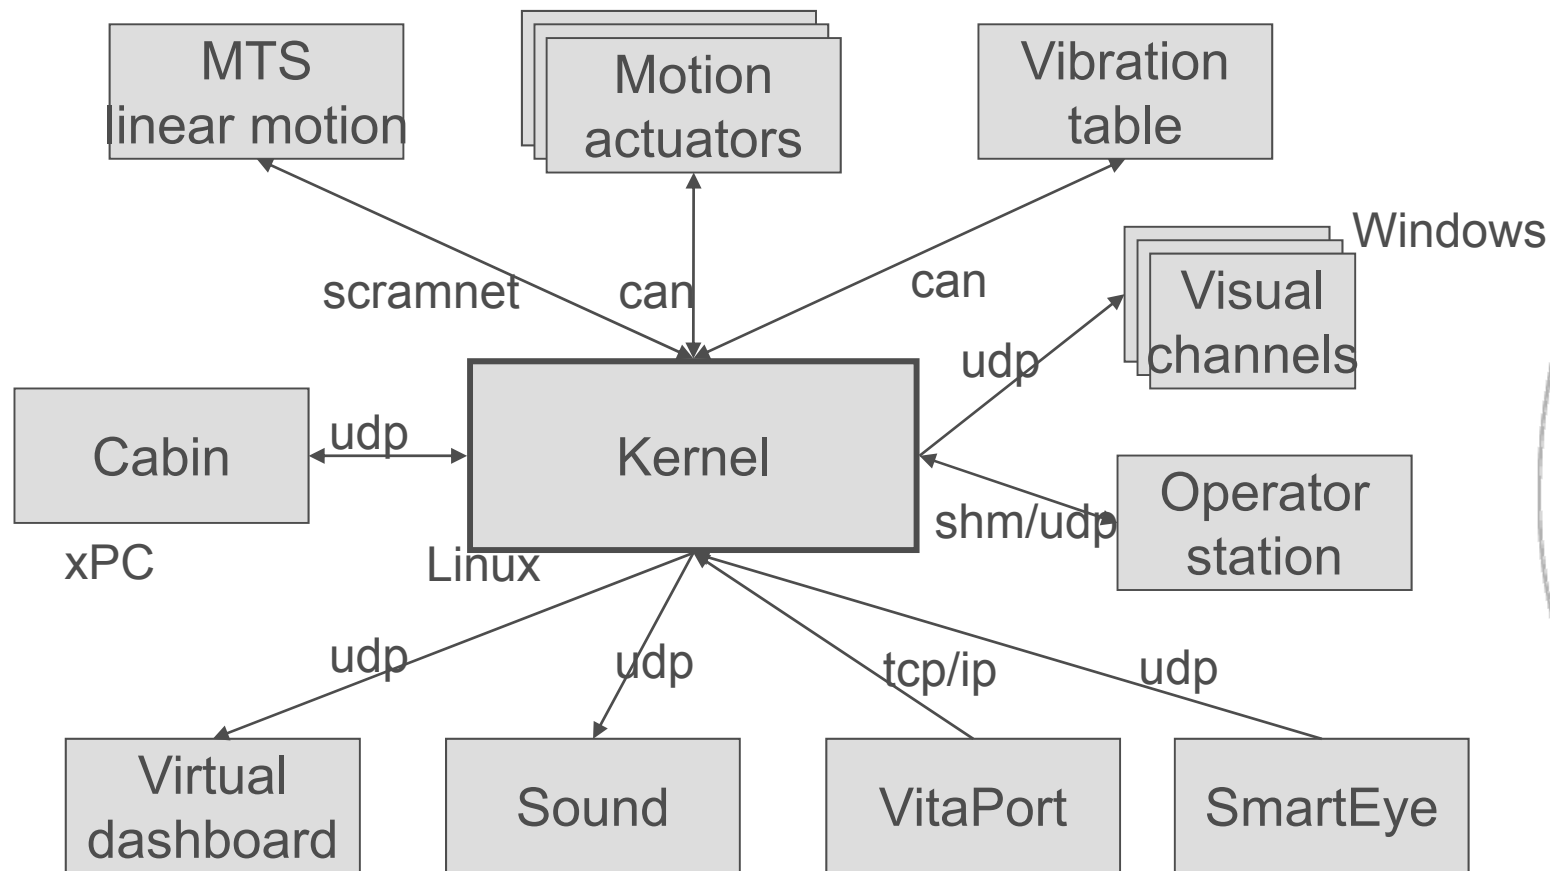 MTS
linear motion
Motion
actuators
Vibration
table
Windows
scramnet
can
can
Visual
channels
udp
Cabin
udp
Kernel
Operator
station
shm/udp
xPC
Linux
udp
udp
tcp/ip
udp
Virtual
dashboard
Sound
VitaPort
SmartEye